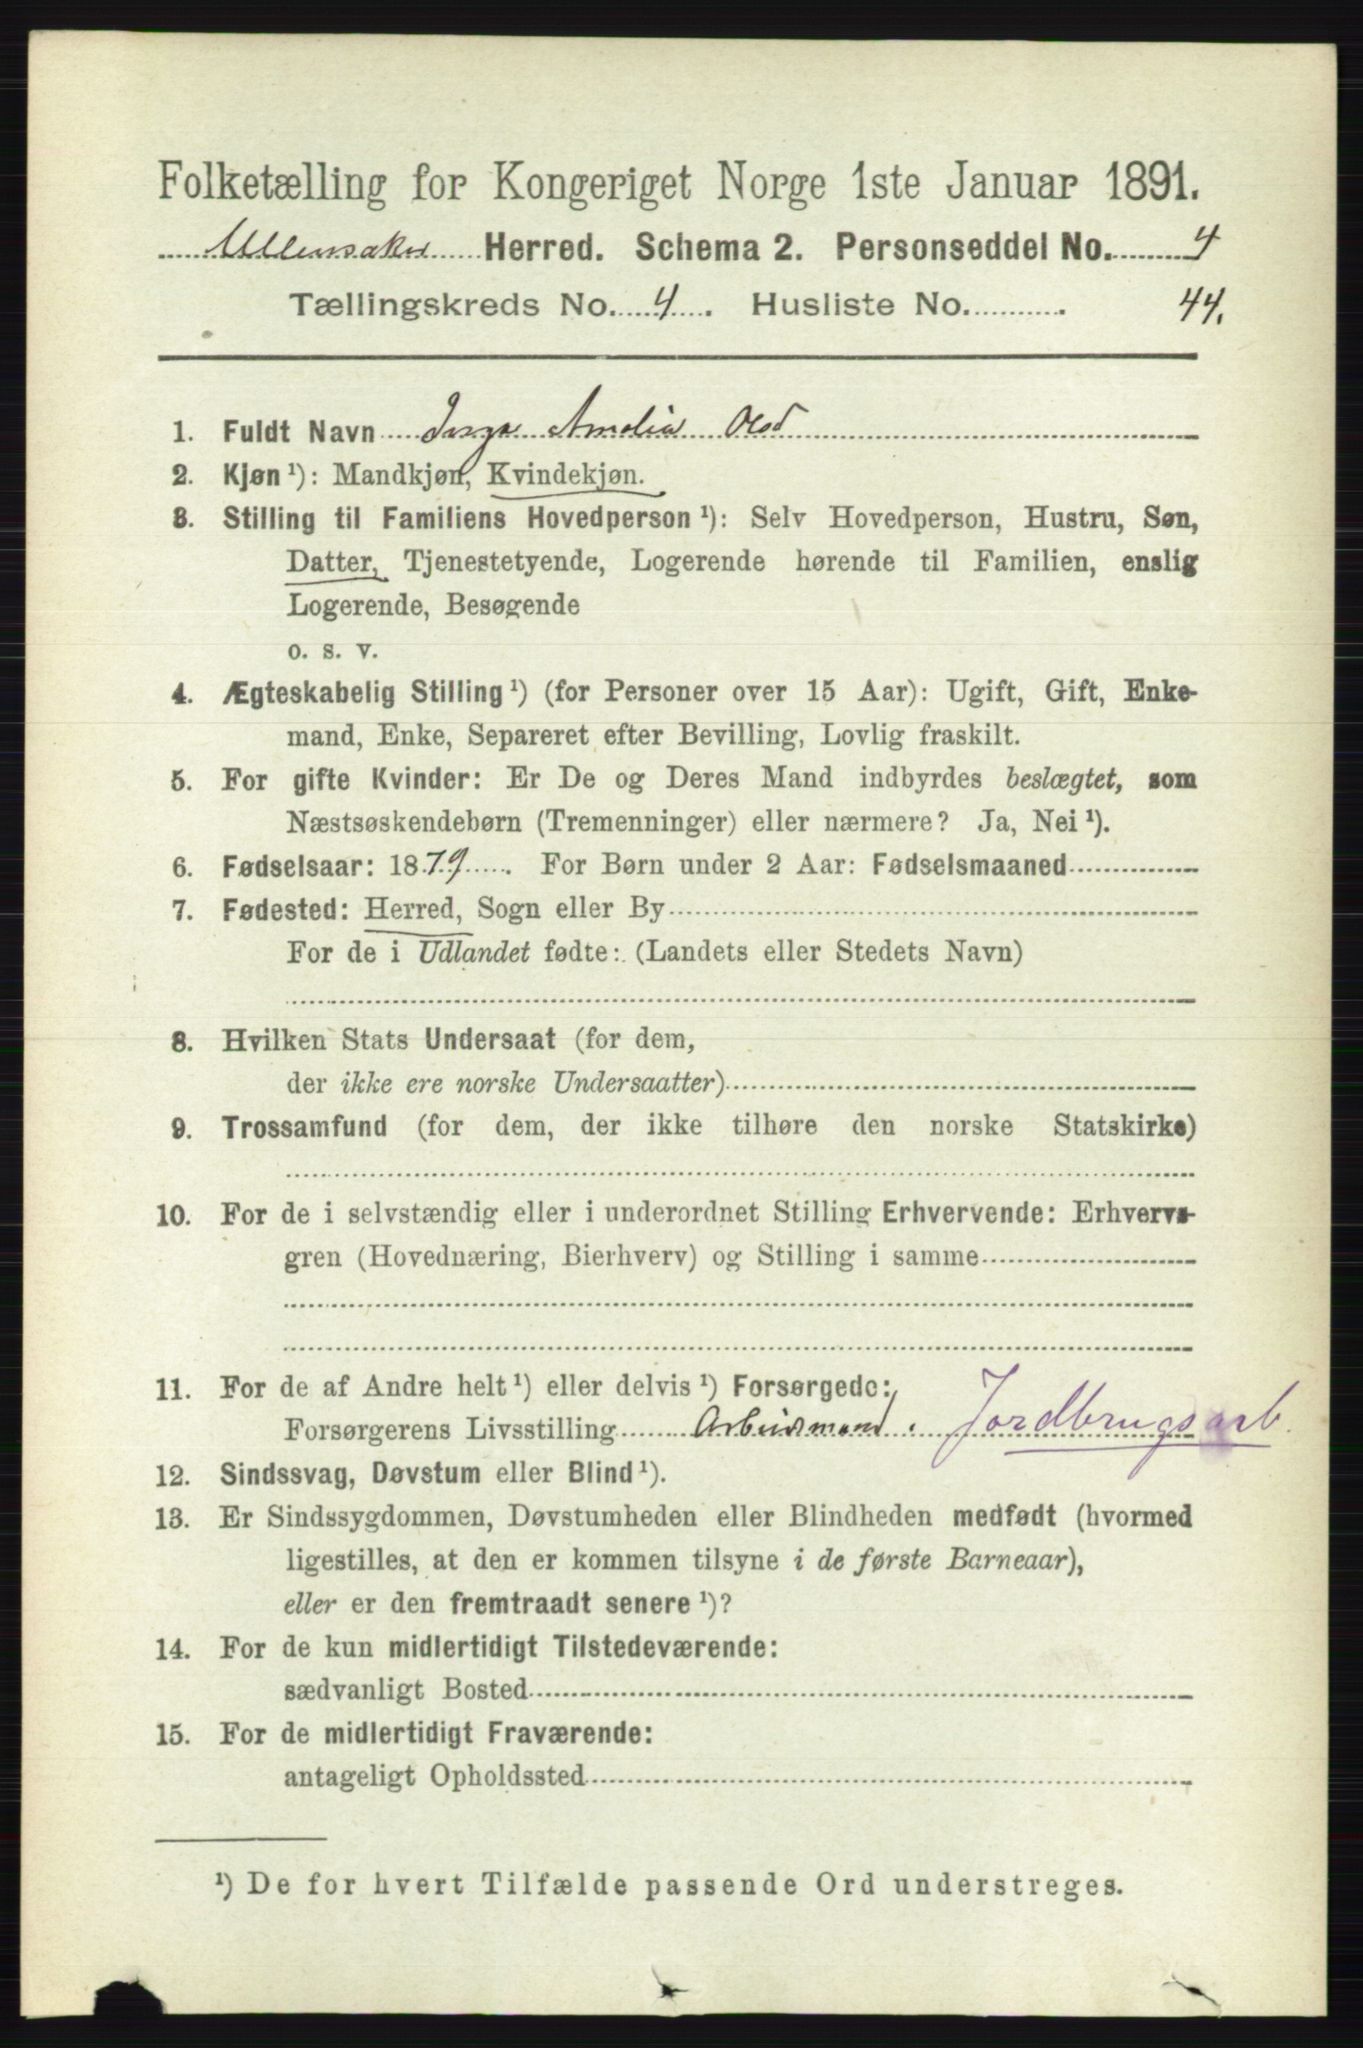 Folketælling for Kongeriget Norge 1ste Januar 1891.
Ullensaker Herred. Schema 2. Personseddel No. 4
Tællingskreds No. 4. Husliste No. 44.
1. Fuldt Navn Inga Amalia Olsd
2. Kjøn ¹): Mandkjøn, Kvindekjøn.
3. Stilling til Familiens Hovedperson ¹): Selv Hovedperson, Hustru, Søn,
Datter, Tjenestetyende, Logerende hørende til Familien, enslig
Logerende, Besøgende
o. s. v.
4. Ægteskabelig Stilling ¹) (for Personer over 15 Aar): Ugift, Gift, Enke-
mand, Enke, Separeret efter Bevilling, Lovlig fraskilt.
5. For gifte Kvinder: Er De og Deres Mand indbyrdes beslægtet, som
Næstsøskendebørn (Tremenninger) eller nærmere? Ja, Nei ¹).
6. Fødselsaar: 1879. For Børn under 2 Aar: Fødselsmaaned
7. Fødested: Herred, Sogn eller By
For de i Udlandet fødte: (Landets eller Stedets Navn)
8. Hvilken Stats Undersaat (for dem,
der ikke ere norske Undersaatter)
9. Trossamfund (for dem, der ikke tilhøre den norske Statskirke)
10. For de i selvstændig eller i underordnet Stilling Erhvervende: Erhvervs-
gren (Hovednæring, Bierhverv) og Stilling i samme
11. For de af Andre helt ¹) eller delvis ¹) Forsørgede:
Forsørgerens Livsstilling Arbeidsmand. Jordbrugsarb.
12. Sindssvag, Døvstum eller Blind ¹).
13. Er Sindssygdommen, Døvstumheden eller Blindheden medfødt (hvormed
ligestilles, at den er kommen tilsyne i de første Barneaar),
eller er den fremtraadt senere ¹)?
14. For de kun midlertidigt Tilstedeværende:
sædvanligt Bosted
15. For de midlertidigt Fraværende:
antageligt Opholdssted
¹) De for hvert Tilfælde passende Ord understreges.